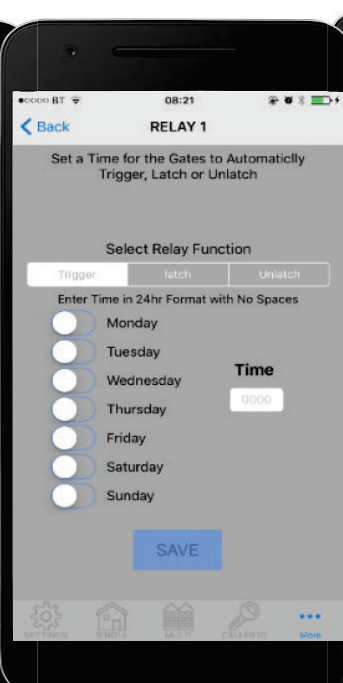 BT 08:21
Back RELAY 1
Set a Time for the Gates to Automaticlly
Trigger, Latch or Unlatch
Select Relay Function
Trigger latch Unlatch
Enter Time in 24hr Format with No Spaces
Monday
Tuesday
Wednesday
Time
0000
Thursday
Friday
Saturday
Sunday
SAVE
SETTINGS SINGLE MULTI CALLER ID More